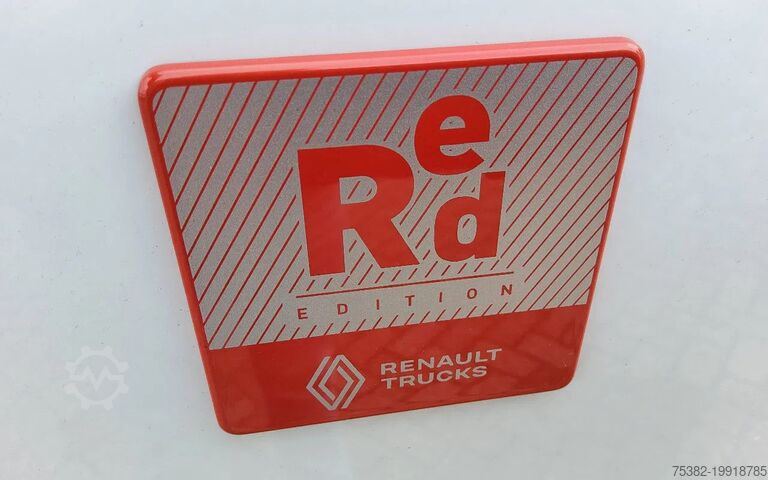 Red
EDITION
RENAULT
TRUCKS
75382-19918785